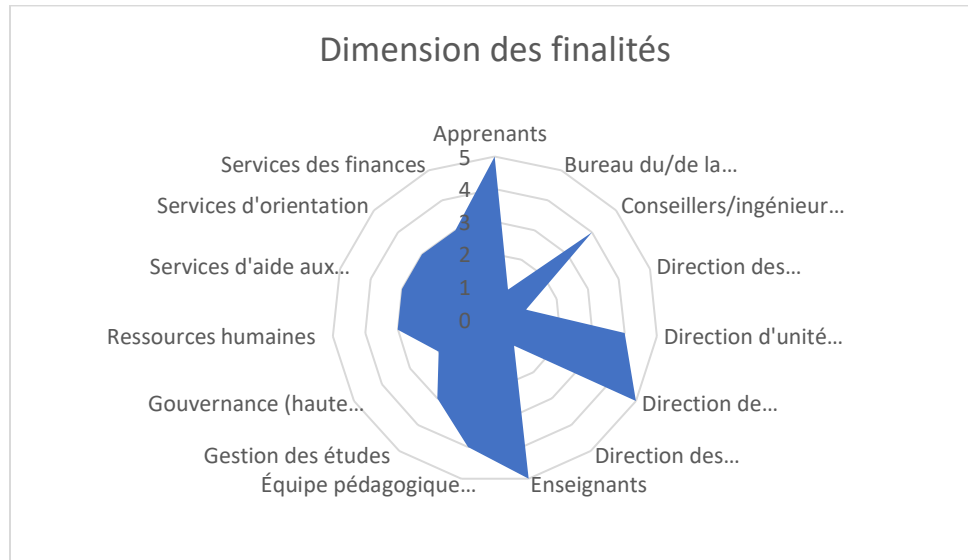 Dimension des finalités
Apprenants
Bureau du/de la...
Conseillers/ingénieur...
Direction des...
Direction d'unité...
Direction de...
Direction des...
Enseignants
Équipe pédagogique...
Gestion des études
Gouvernance (haute...
Ressources humaines
Services d'aide aux...
Services d'orientation
Services des finances
5
4
3
2
1
0